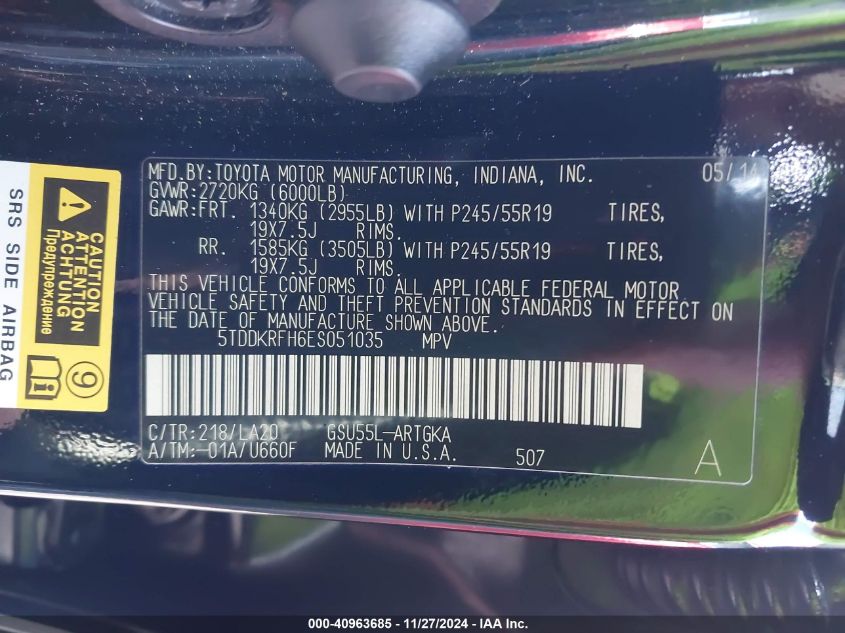 MFD.BY:TOYOTA MOTOR MANUFACTURING, INDIANA, INC. 05/14
GVWR:2720KG (6000LB)
GAWR:FRT. 1340KG (2955LB) WITH P245/55R19 TIRES,
19X7.5J RIMS.
RR. 1585KG (3505LB) WITH P245/55R19 TIRES,
19X7.5J RIMS.
THIS VEHICLE CONFORMS TO ALL APPLICABLE FEDERAL MOTOR
VEHICLE SAFETY AND THEFT PREVENTION STANDARDS IN EFFECT ON
THE DATE OF MANUFACTURE SHOWN ABOVE.
5TDDKRFH6ES051035 MPV
C/TR:218/LA20 GSU55L-ARTGKA
A/TM:-01A/U660F MADE IN U.S.A. 507 A
SRS SIDE AIRBAG
CAUTION
ATTENTION
ACHTUNG
Предупреждение
9
000-40963685 - 11/27/2024 - IAAI Inc.